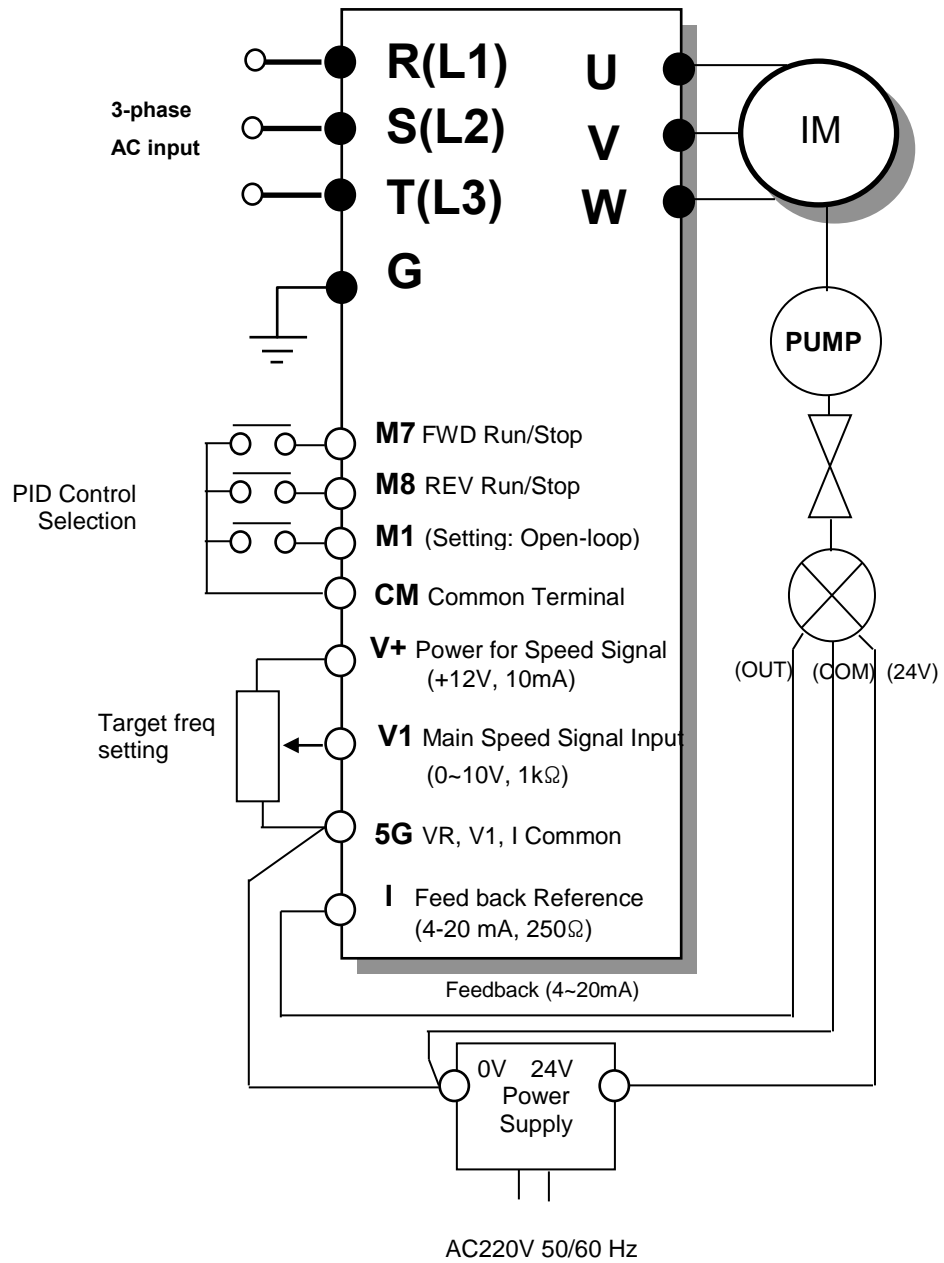 R(L1)
S(L2)
T(L3)
G
U
V
W
IM
3-phase
AC input
PUMP
M7 FWD Run/Stop
M8 REV Run/Stop
M1 (Setting: Open-loop)
CM Common Terminal
PID Control
Selection
V+ Power for Speed Signal
(+12V, 10mA)
V1 Main Speed Signal Input
(0~10V, 1kΩ)
Target freq
setting
5G VR, V1, I Common
I Feed back Reference
(4-20 mA, 250Ω)
(OUT) (COM) (24V)
Feedback (4~20mA)
0V 24V
Power
Supply
AC220V 50/60 Hz